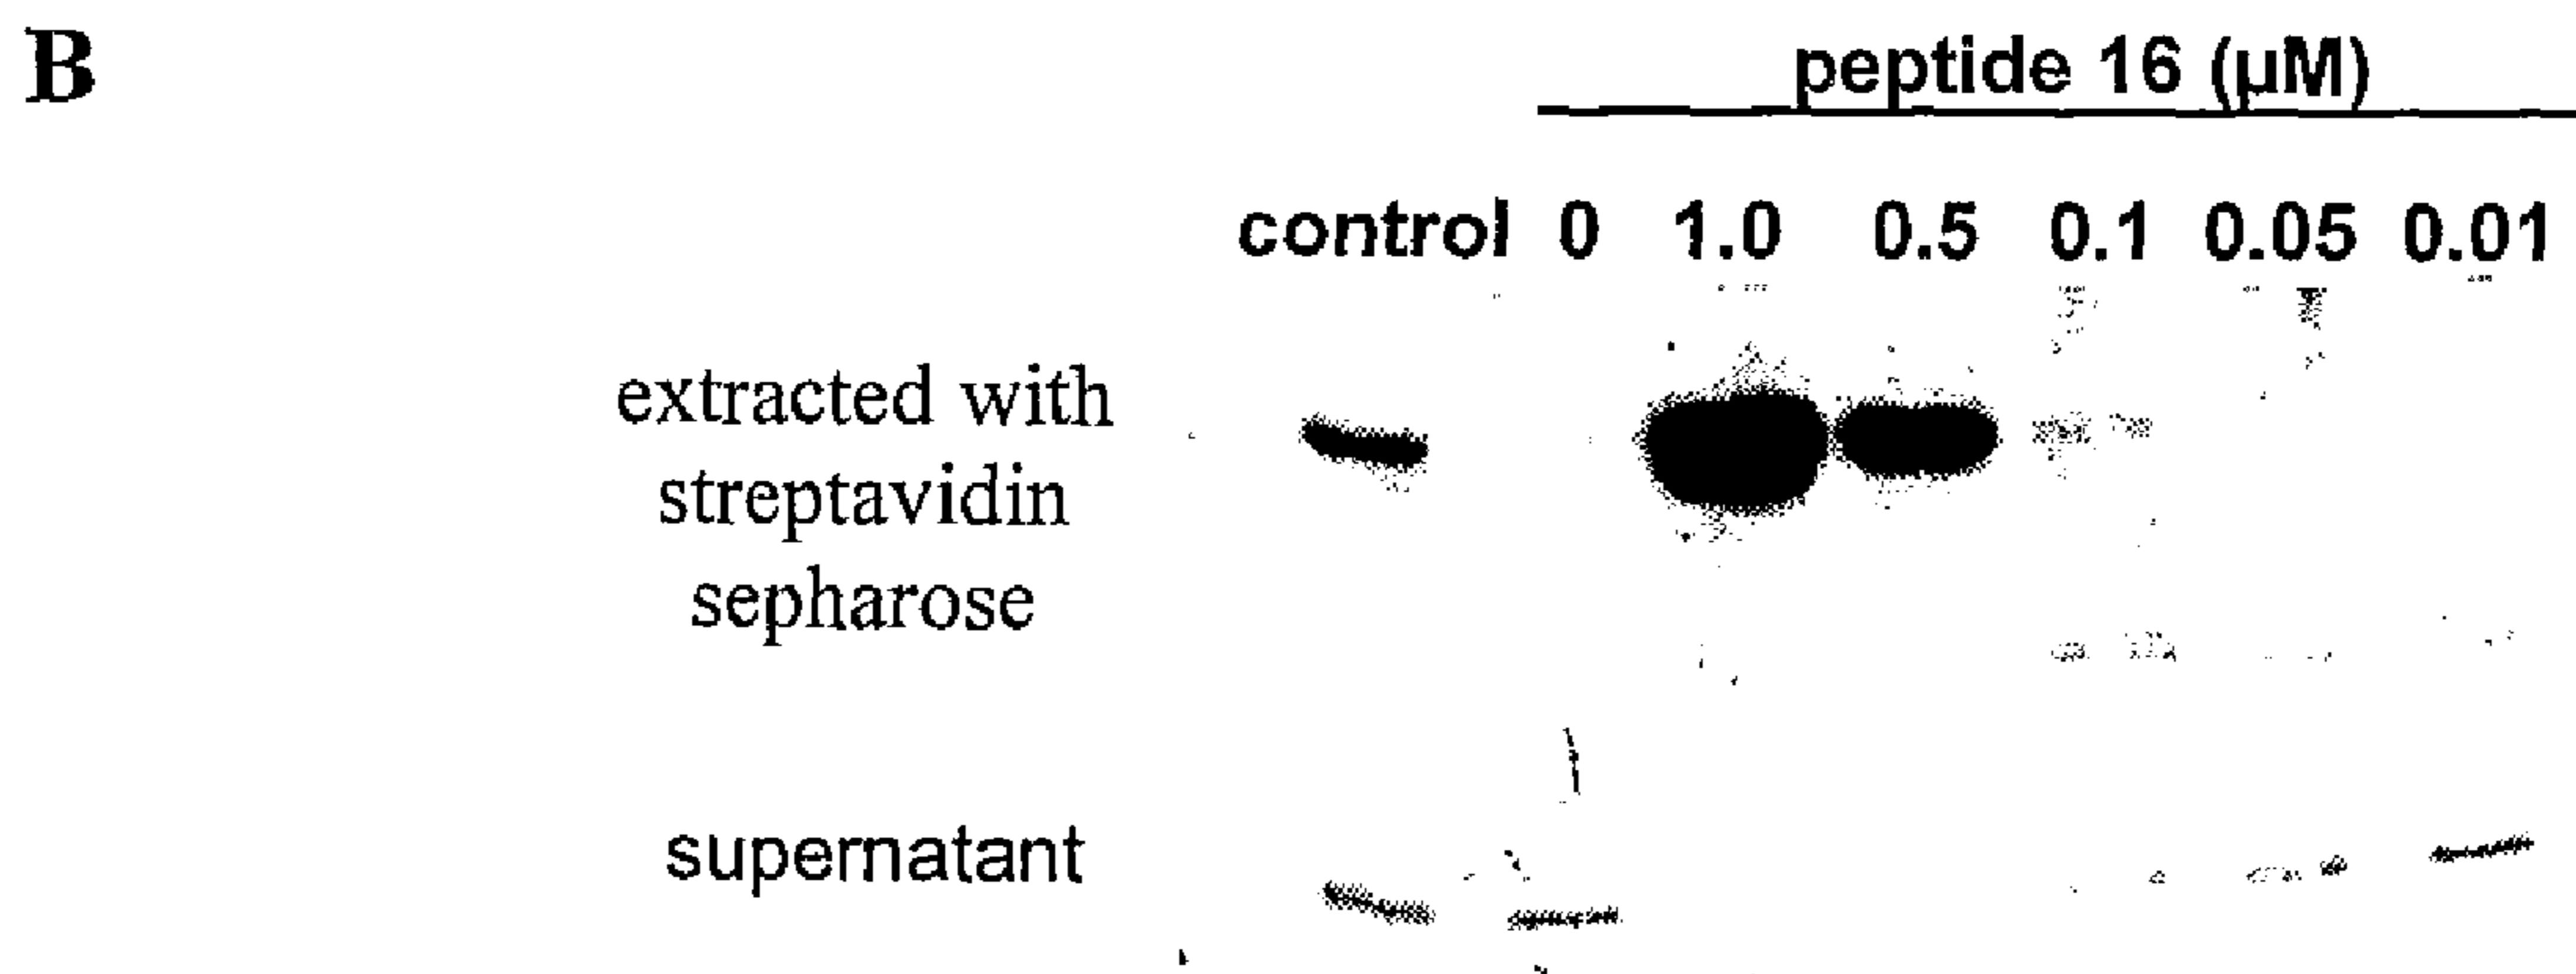 B
peptide 16 (µM)
control 0 1.0 0.5 0.1 0.05 0.01
extracted with
streptavidin
sepharose
supernatant